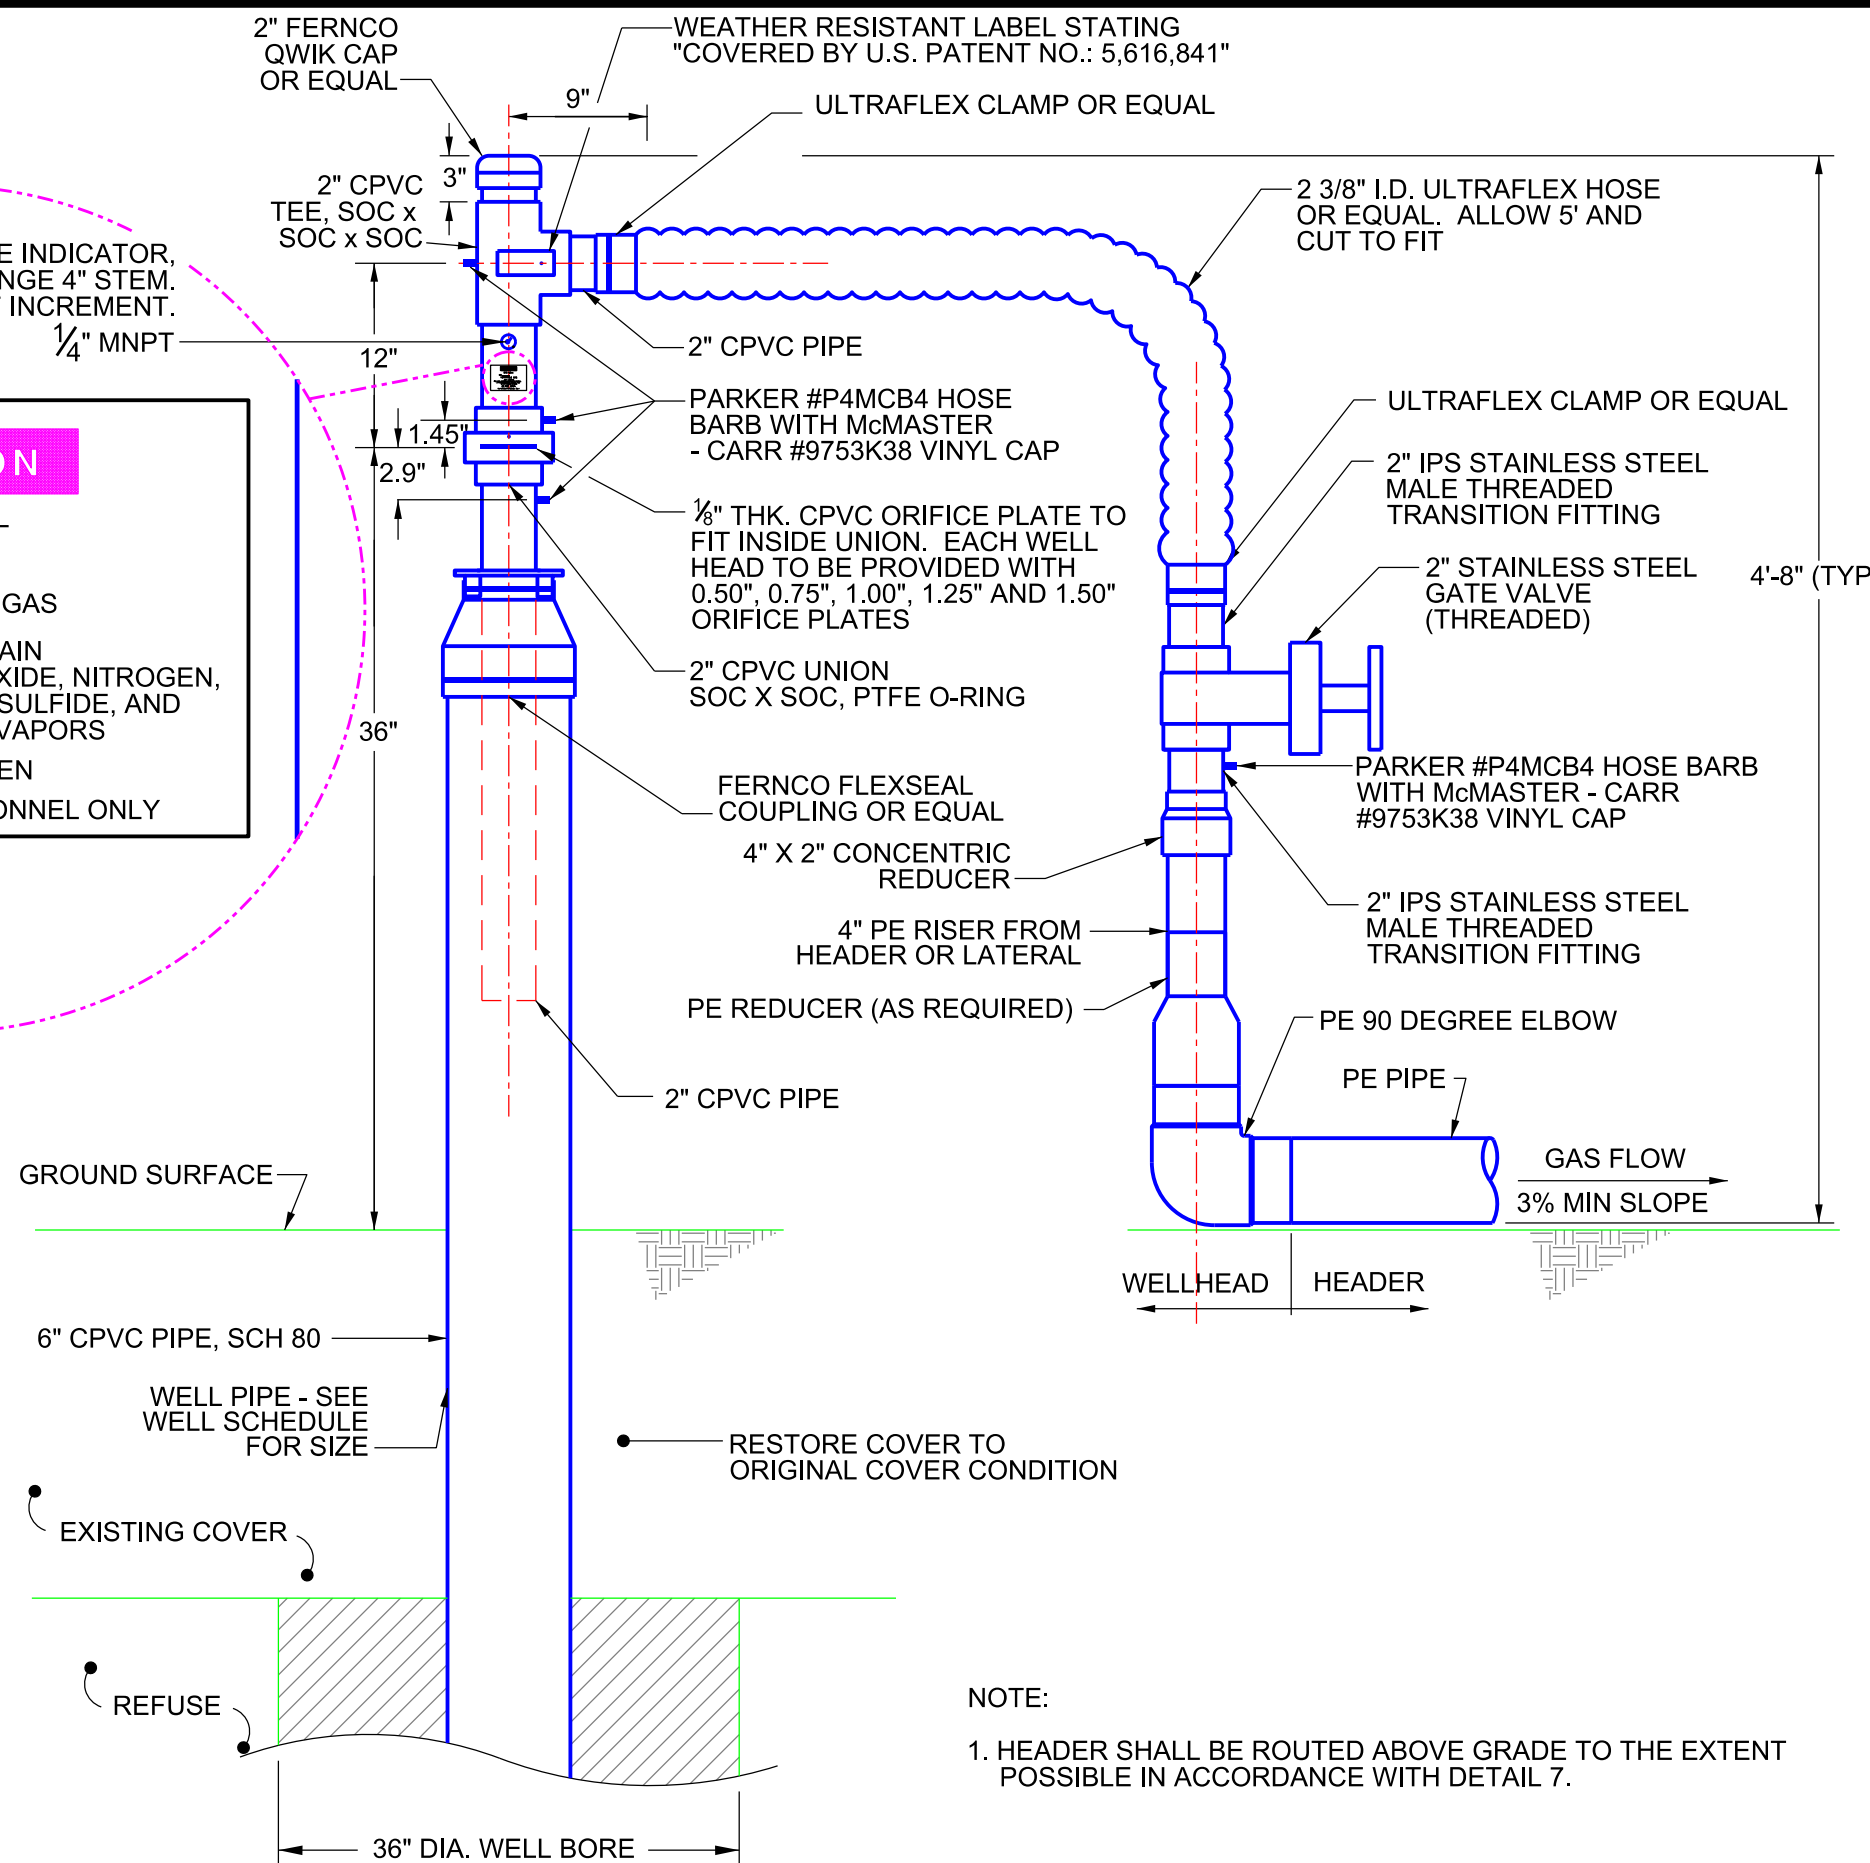 2" FERNCO
QWIK CAP
OR EQUAL
WEATHER RESISTANT LABEL STATING
"COVERED BY U.S. PATENT NO.: 5,616,841"
9"
ULTRAFLEX CLAMP OR EQUAL
3"
2" CPVC
TEE, SOC x
SOC x SOC
2 3/8" I.D. ULTRAFLEX HOSE
OR EQUAL.  ALLOW 5' AND
CUT TO FIT
E INDICATOR,
NGE 4" STEM.
INCREMENT.
1/4" MNPT
12"
2" CPVC PIPE
PARKER #P4MCB4 HOSE
BARB WITH McMASTER
- CARR #9753K38 VINYL CAP
1.45"
2.9"
ULTRAFLEX CLAMP OR EQUAL
2" IPS STAINLESS STEEL
MALE THREADED
TRANSITION FITTING
ON
1/8" THK. CPVC ORIFICE PLATE TO
FIT INSIDE UNION.  EACH WELL
HEAD TO BE PROVIDED WITH
0.50", 0.75", 1.00", 1.25" AND 1.50"
ORIFICE PLATES
2" STAINLESS STEEL
GATE VALVE
(THREADED)
4'-8" (TYP
GAS
AIN
XIDE, NITROGEN,
SULFIDE, AND
VAPORS
EN
ONNEL ONLY
2" CPVC UNION
SOC X SOC, PTFE O-RING
36"
FERNCO FLEXSEAL
COUPLING OR EQUAL
PARKER #P4MCB4 HOSE BARB
WITH McMASTER - CARR
#9753K38 VINYL CAP
4" X 2" CONCENTRIC
REDUCER
2" IPS STAINLESS STEEL
MALE THREADED
TRANSITION FITTING
4" PE RISER FROM
HEADER OR LATERAL
PE REDUCER (AS REQUIRED)
PE 90 DEGREE ELBOW
PE PIPE
2" CPVC PIPE
GAS FLOW
3% MIN SLOPE
GROUND SURFACE
WELLHEAD
HEADER
6" CPVC PIPE, SCH 80
WELL PIPE - SEE
WELL SCHEDULE
FOR SIZE
RESTORE COVER TO
ORIGINAL COVER CONDITION
EXISTING COVER
REFUSE
NOTE:
1. HEADER SHALL BE ROUTED ABOVE GRADE TO THE EXTENT
POSSIBLE IN ACCORDANCE WITH DETAIL 7.
36" DIA. WELL BORE